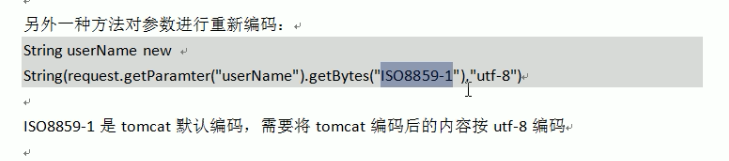 另外一种方法对参数进行重新编码：
String userName new
String(request.getParamter("userName").getBytes("ISO8859-1"),"utf-8")
ISO8859-1 是 tomcat 默认编码，需要将 tomcat 编码后的内容按 utf-8 编码